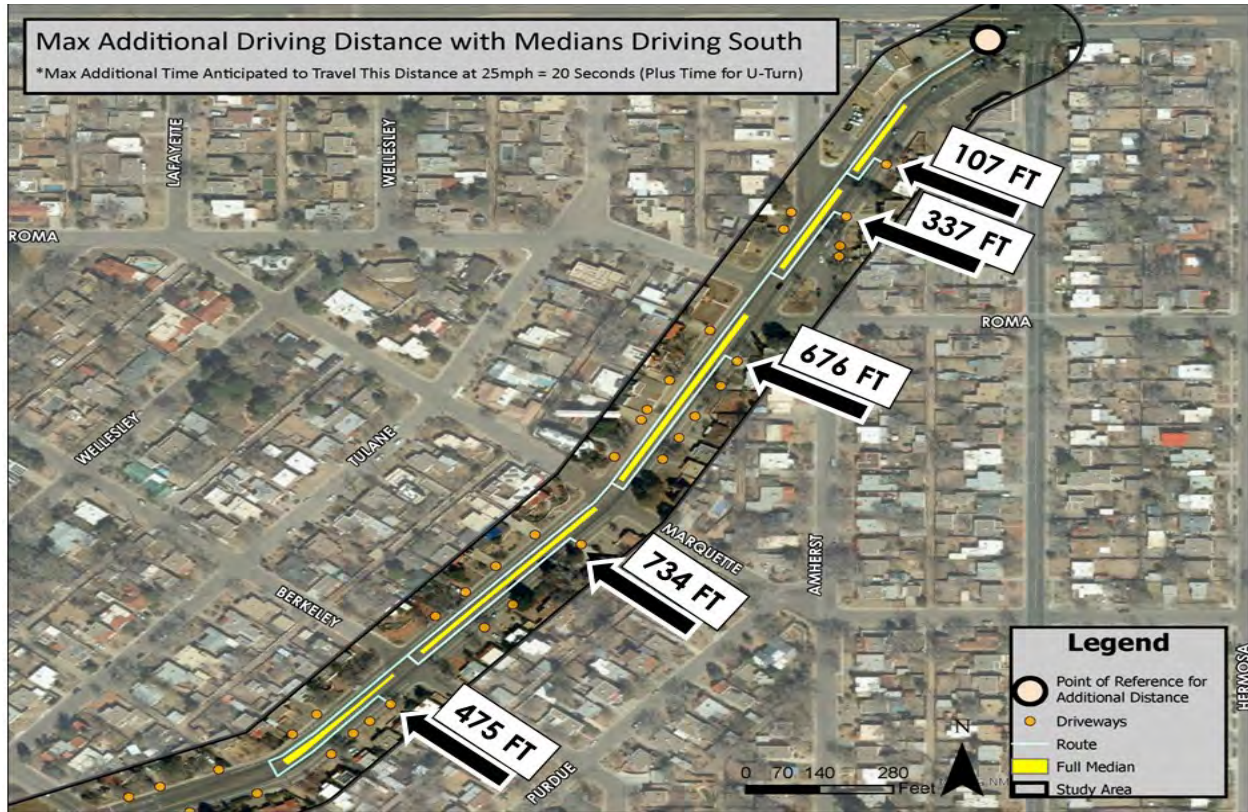 Max Additional Driving Distance with Medians Driving South
*Max Additional Time Anticipated to Travel This Distance at 25mph = 20 Seconds (Plus Time for U-Turn)
LAFAYETTE
WELLESLEY
107 FT
ROMA
337 FT
ROMA
676 FT
WELLESLEY
TULANE
MARQUETTE
AMHERST
734 FT
BERKELEY
HERMOSA
475 FT
PURDUE
N
0 70 140 280
Feet
Legend
Point of Reference for
Additional Distance
Driveways
Route
Full Median
Study Area